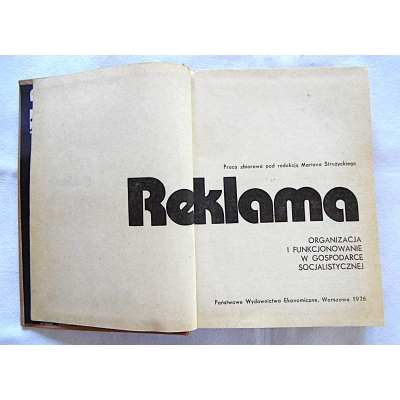 Praca zbiorowa pod redakcją Mariana Strużyckiego
Reklama
ORGANIZACJA
I FUNKCJONOWANIE
W GOSPODARCE
SOCJALISTYCZNEJ
Państwowe Wydawnictwo Ekonomiczne, Warszawa 1976